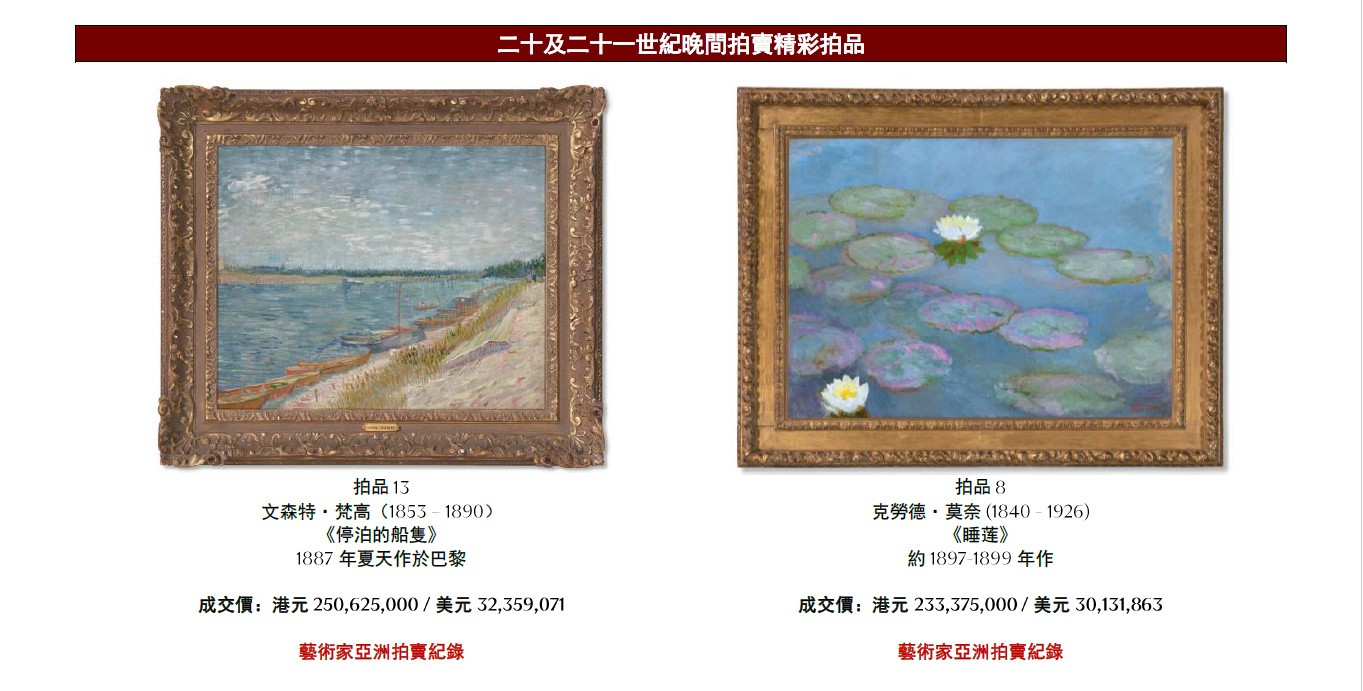 二十及二十一世紀晚間拍賣精彩拍品
拍品 13
文森特・梵高（1853 – 1890）
《停泊的船隻》
1887 年夏天作於巴黎
成交價：港元 250,625,000 / 美元 32,359,071
藝術家亞洲拍賣紀錄
拍品 8
克勞德・莫奈 (1840 - 1926)
《睡莲》
約 1897-1899 年作
成交價：港元 233,375,000 / 美元 30,131,863
藝術家亞洲拍賣紀錄